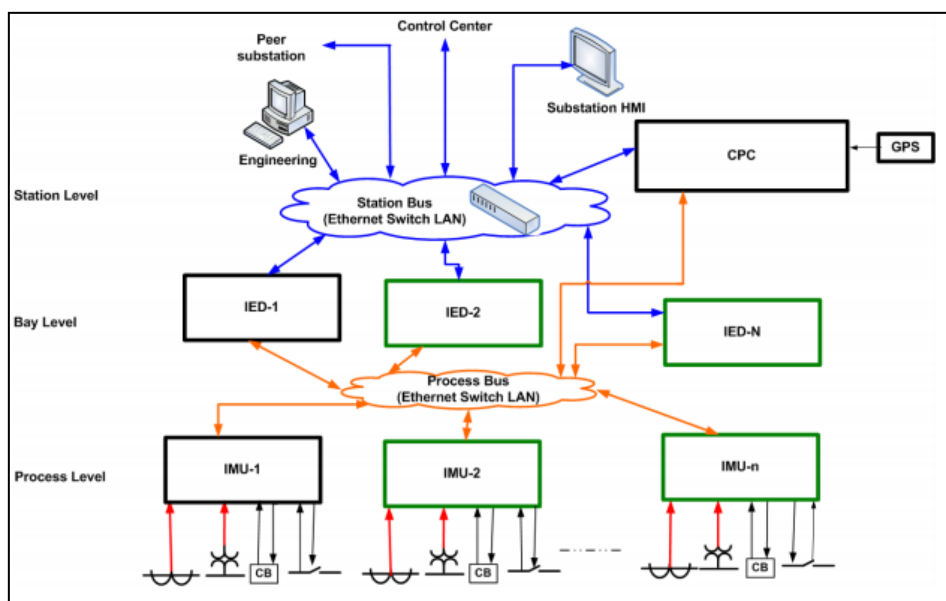 Peer
substation
Control Center
Substation HMI
Engineering
CPC
GPS
Station Level
Station Bus
(Ethernet Switch LAN)
IED-1
IED-2
Bay Level
IED-N
Process Bus
(Ethernet Switch LAN)
Process Level
IMU-1
IMU-2
IMU-n
CB
CB
CB